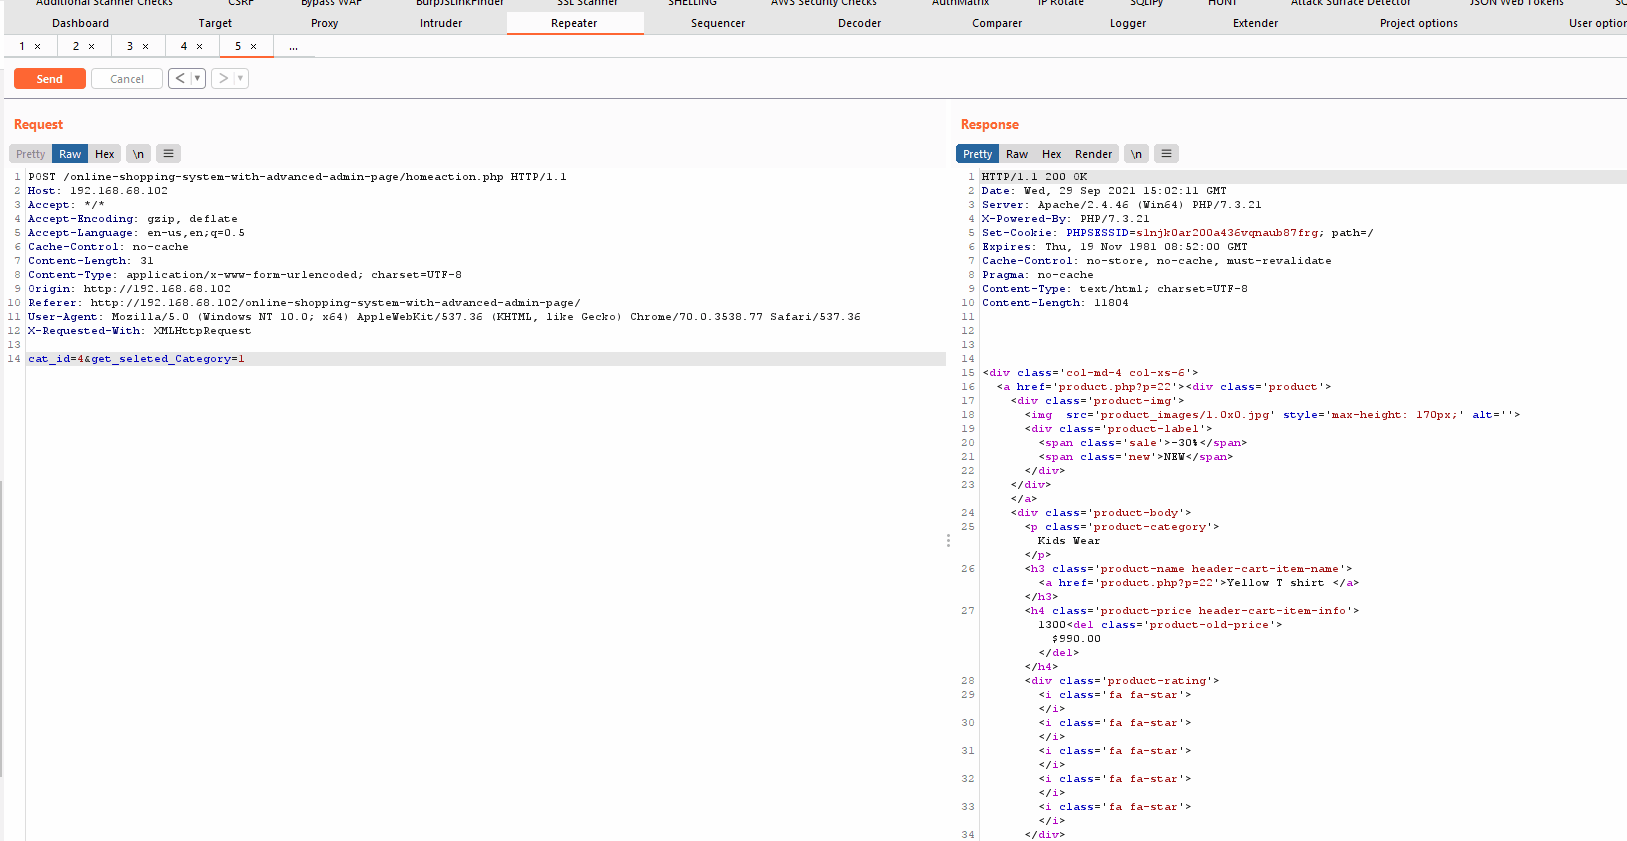 Additional Scanner Checks CSRF Bypass WAF BurpJSLinkFinder SSL Scanner SHELLING AWS Security Checks AuthMatrix IP Rotate SQLiPy HUNT Attack Surface Detector JSON Web Tokens
Dashboard Target Proxy Intruder Repeater Sequencer Decoder Comparer Logger Extender Project options User option
1 × 2 × 3 × 4 × 5 × ...
Send Cancel < ▼ > ▼
Request
Pretty Raw Hex \n ≡
1 POST /online-shopping-system-with-advanced-admin-page/homeaction.php HTTP/1.1
2 Host: 192.168.68.102
3 Accept: */*
4 Accept-Encoding: gzip, deflate
5 Accept-Language: en-us,en;q=0.5
6 Cache-Control: no-cache
7 Content-Length: 31
8 Content-Type: application/x-www-form-urlencoded; charset=UTF-8
9 Origin: http://192.168.68.102
10 Referer: http://192.168.68.102/online-shopping-system-with-advanced-admin-page/
11 User-Agent: Mozilla/5.0 (Windows NT 10.0; x64) AppleWebKit/537.36 (KHTML, like Gecko) Chrome/70.0.3538.77 Safari/537.36
12 X-Requested-With: XMLHttpRequest
13
14 cat_id=4&get_seleted_Category=1
Response
Pretty Raw Hex Render \n ≡
1 HTTP/1.1 200 OK
2 Date: Wed, 29 Sep 2021 15:02:11 GMT
3 Server: Apache/2.4.46 (Win64) PHP/7.3.21
4 X-Powered-By: PHP/7.3.21
5 Set-Cookie: PHPSESSID=slnjk0ar200a436vqnaub87frg; path=/
6 Expires: Thu, 19 Nov 1981 08:52:00 GMT
7 Cache-Control: no-store, no-cache, must-revalidate
8 Pragma: no-cache
9 Content-Type: text/html; charset=UTF-8
10 Content-Length: 11804
11
12
13
14
15 <div class='col-md-4 col-xs-6'>
16 <a href='product.php?p=22'><div class='product'>
17 <div class='product-img'>
18 <img  src='product_images/1.0x0.jpg' style='max-height: 170px;' alt=''>
19 <div class='product-label'>
20 <span class='sale'>-30%</span>
21 <span class='new'>NEW</span>
22 </div>
23 </div>
</a>
24 <div class='product-body'>
25 <p class='product-category'>
Kids Wear
</p>
26 <h3 class='product-name header-cart-item-name'>
<a href='product.php?p=22'>Yellow T shirt </a>
</h3>
27 <h4 class='product-price header-cart-item-info'>
1300<del class='product-old-price'>
$990.00
</del>
</h4>
28 <div class='product-rating'>
29 <i class='fa fa-star'>
</i>
30 <i class='fa fa-star'>
</i>
31 <i class='fa fa-star'>
</i>
32 <i class='fa fa-star'>
</i>
33 <i class='fa fa-star'>
</i>
34 </div>